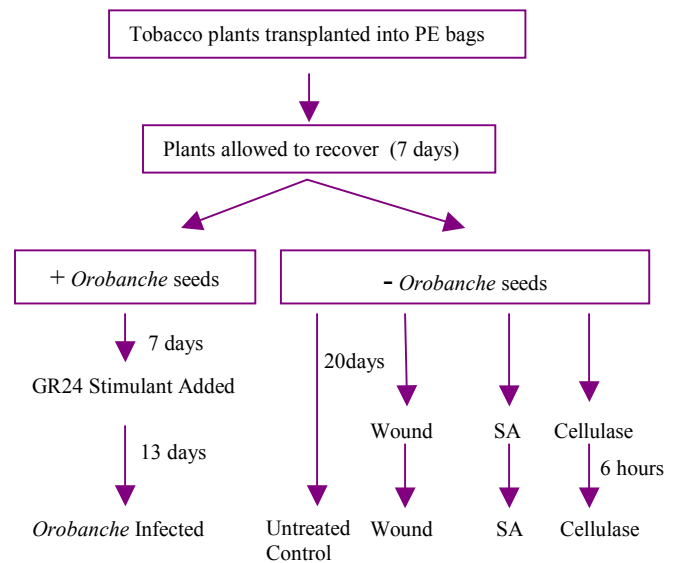 Tobacco plants transplanted into PE bags
Plants allowed to recover (7 days)
+ Orobanche seeds
- Orobanche seeds
7 days
20days
GR24 Stimulant Added
Wound
SA
Cellulase
13 days
6 hours
Orobanche Infected
Untreated
Control
Wound
SA
Cellulase